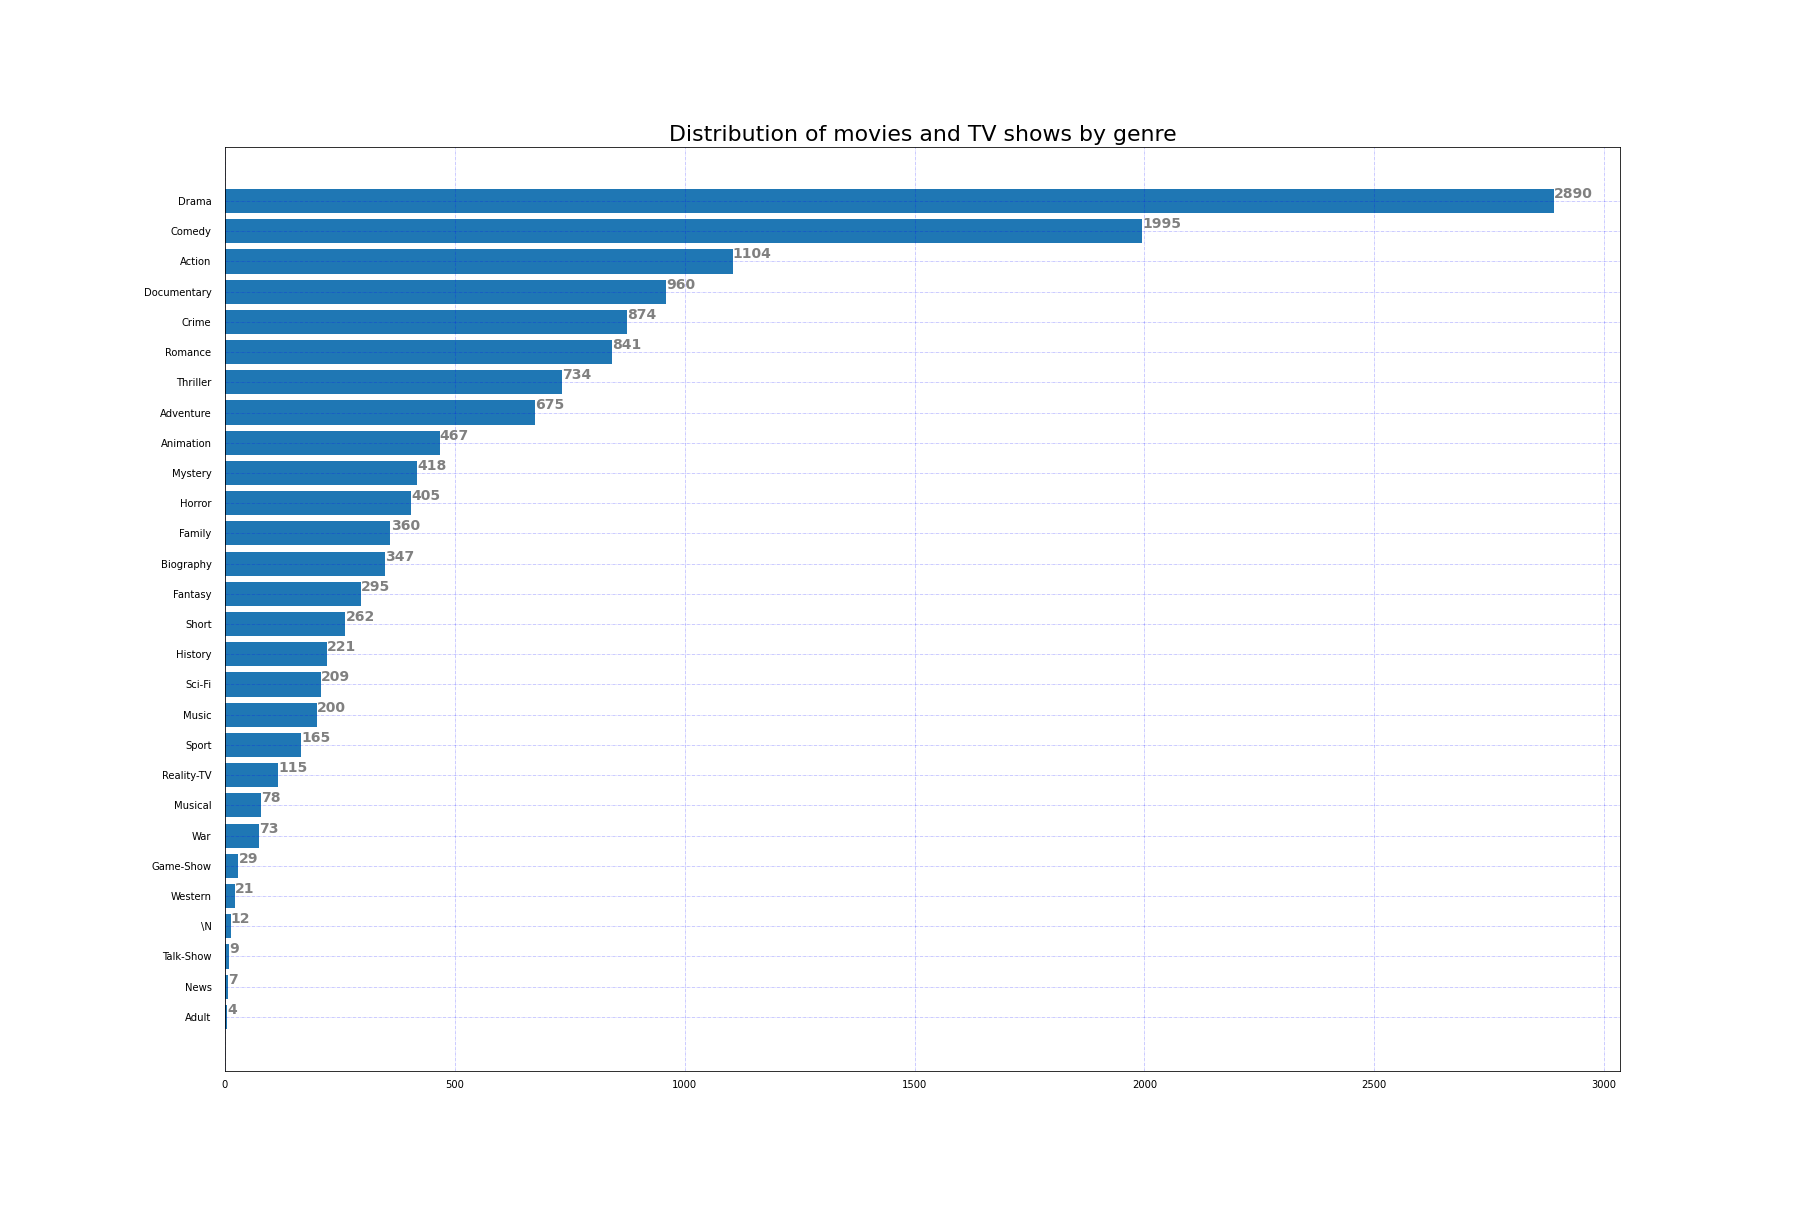 Distribution of movies and TV shows by genre
Drama 2890
Comedy 1995
Action 1104
Documentary 960
Crime 874
Romance 841
Thriller 734
Adventure 675
Animation 467
Mystery 418
Horror 405
Family 360
Biography 347
Fantasy 295
Short 262
History 221
Sci-Fi 209
Music 200
Sport 165
Reality-TV 115
Musical 78
War 73
Game-Show 29
Western 21
\N 12
Talk-Show 9
News 7
Adult 4
0 500 1000 1500 2000 2500 3000